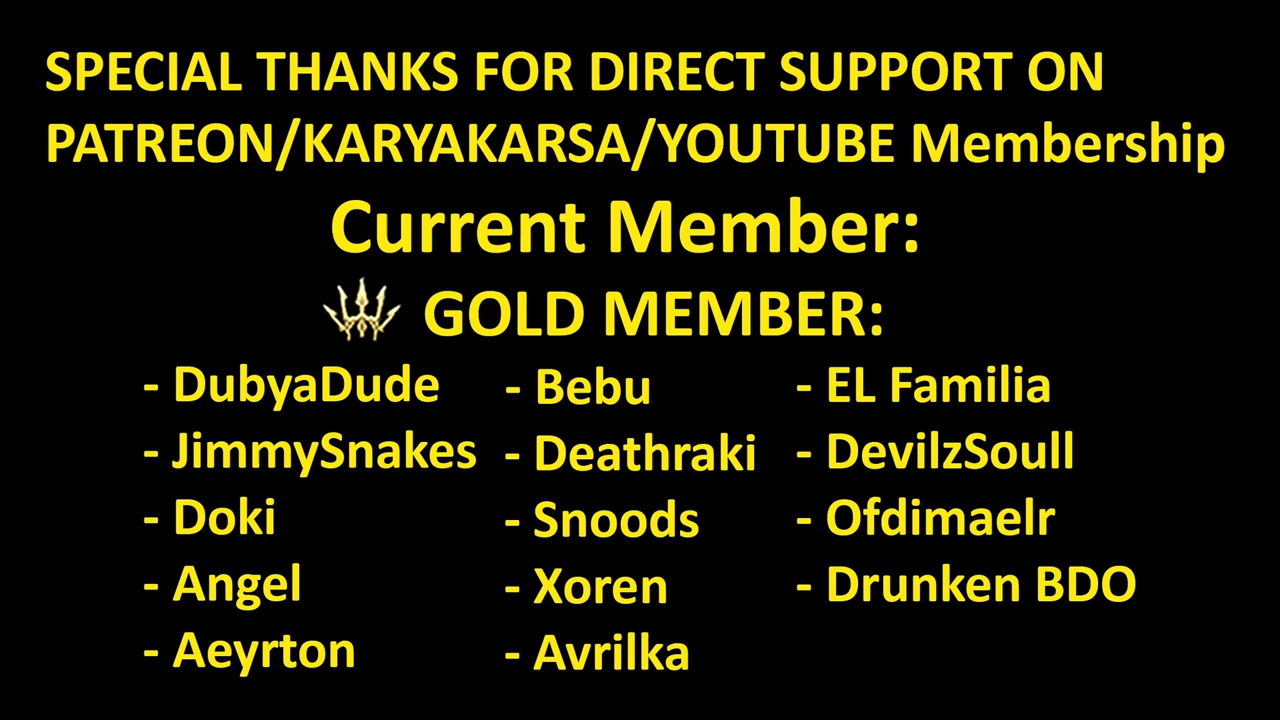 SPECIAL THANKS FOR DIRECT SUPPORT ON
PATREON/KARYAKARSA/YOUTUBE Membership
Current Member:
GOLD MEMBER:
- DubyaDude
- JimmySnakes
- Doki
- Angel
- Aeyrton
- Bebu
- Deathraki
- Snoods
- Xoren
- Avrilka
- EL Familia
- DevilzSoull
- Ofdimaelr
- Drunken BDO